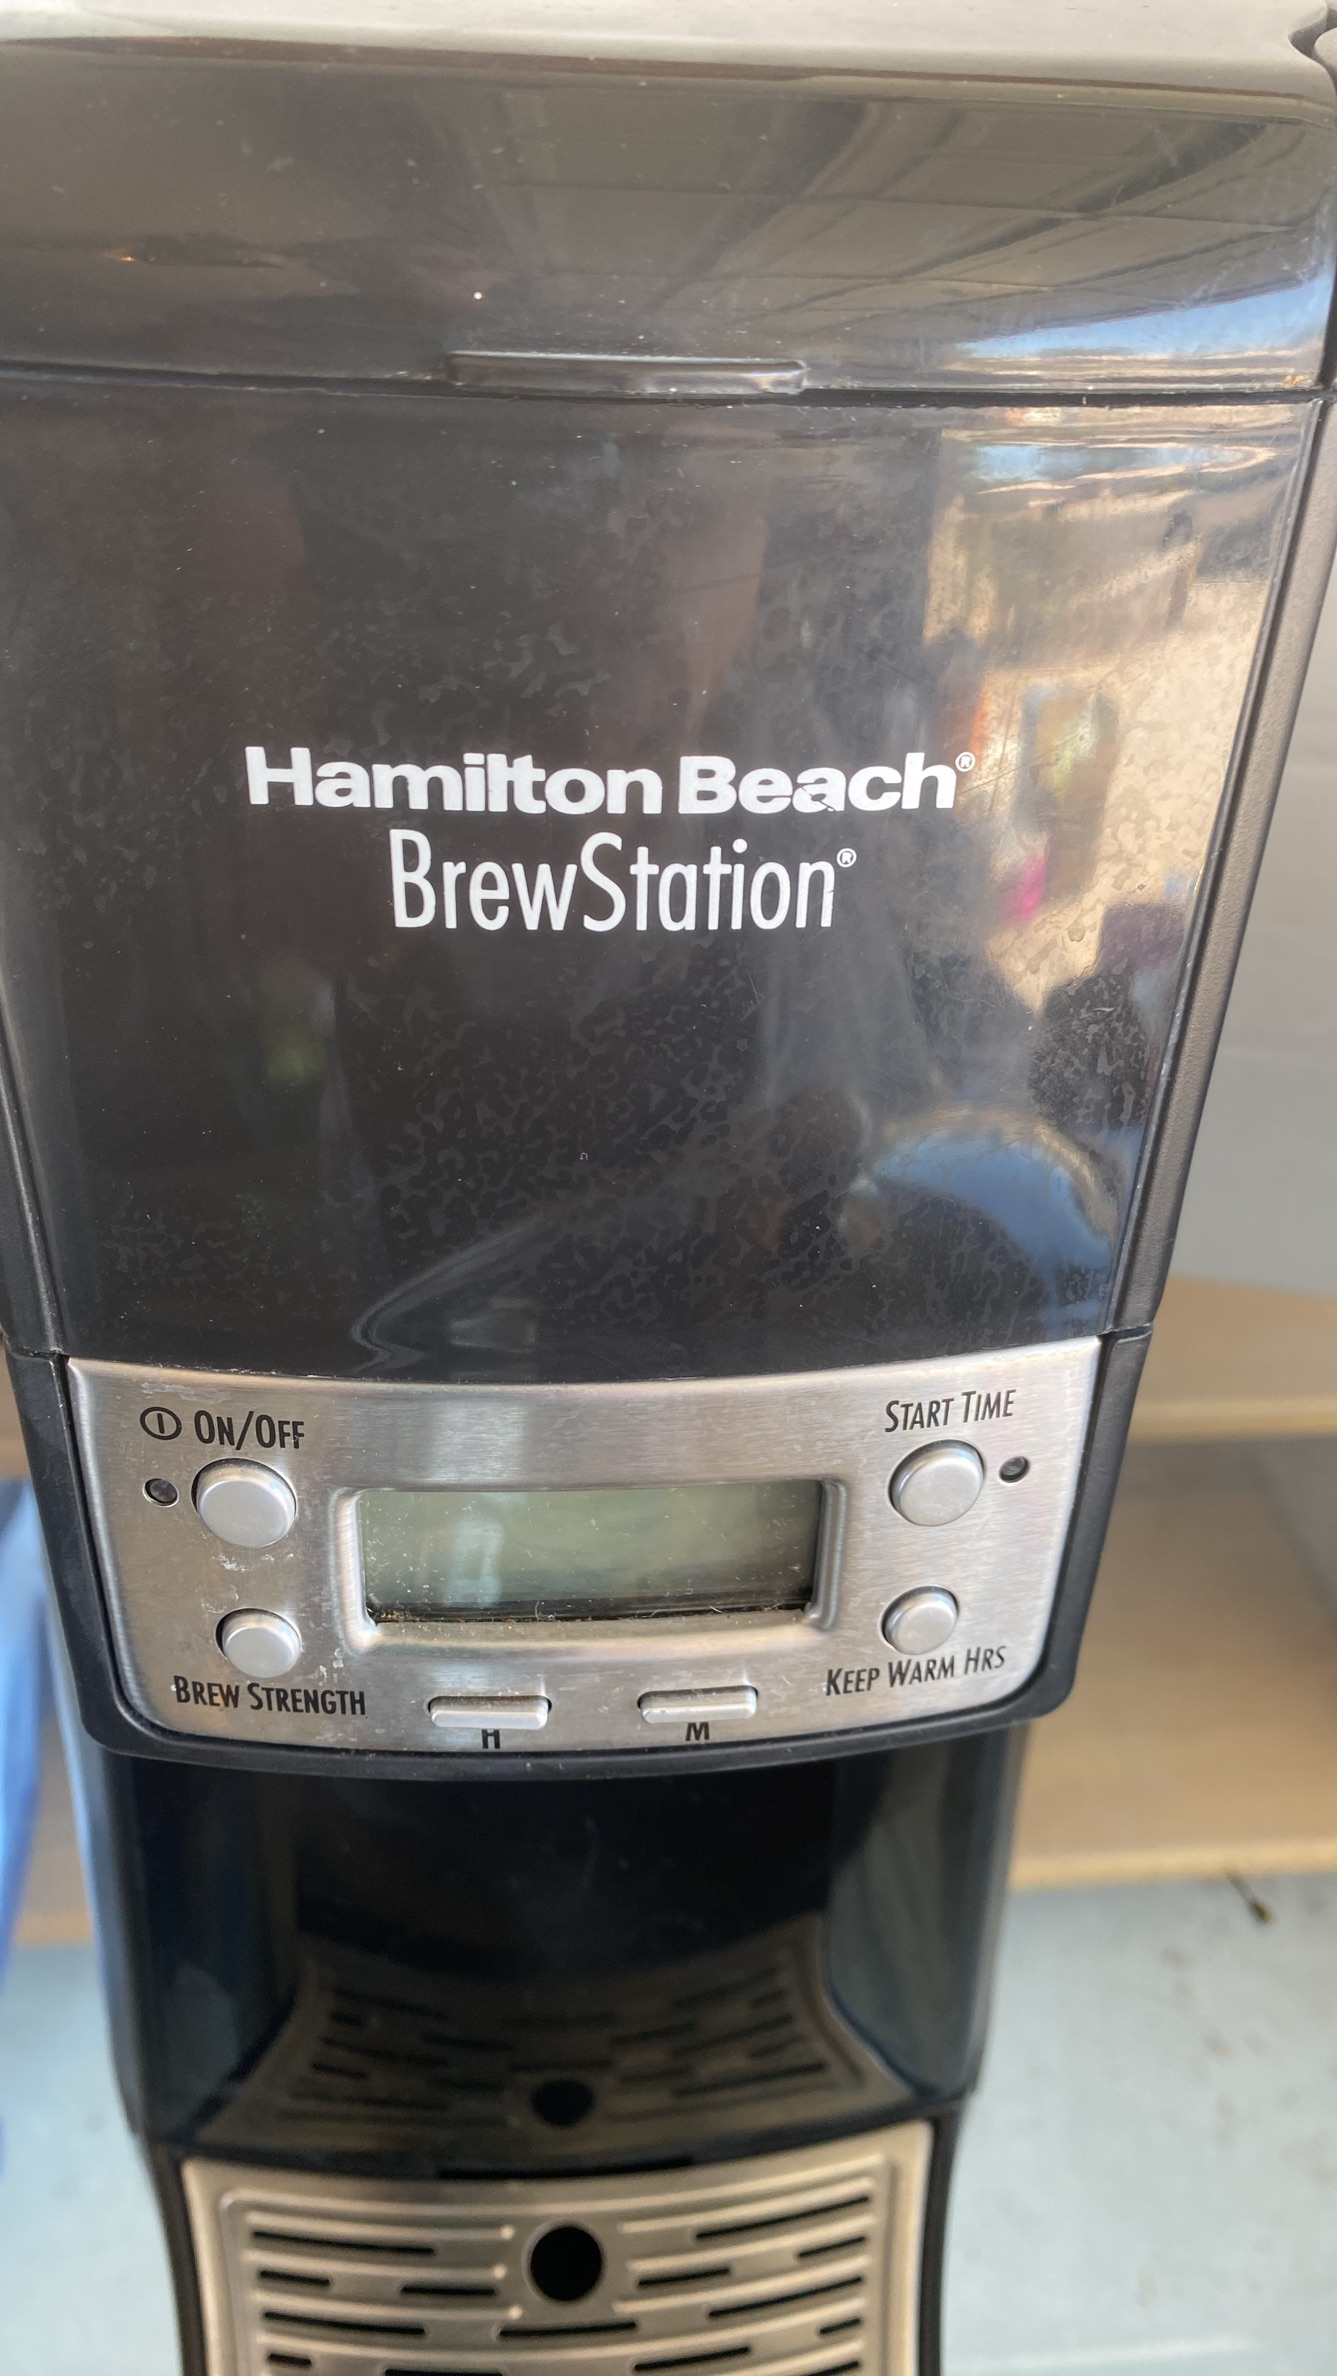 Hamilton Beach®
BrewStation®
ON/OFF
START TIME
BREW STRENGTH
KEEP WARM HRS
H
M